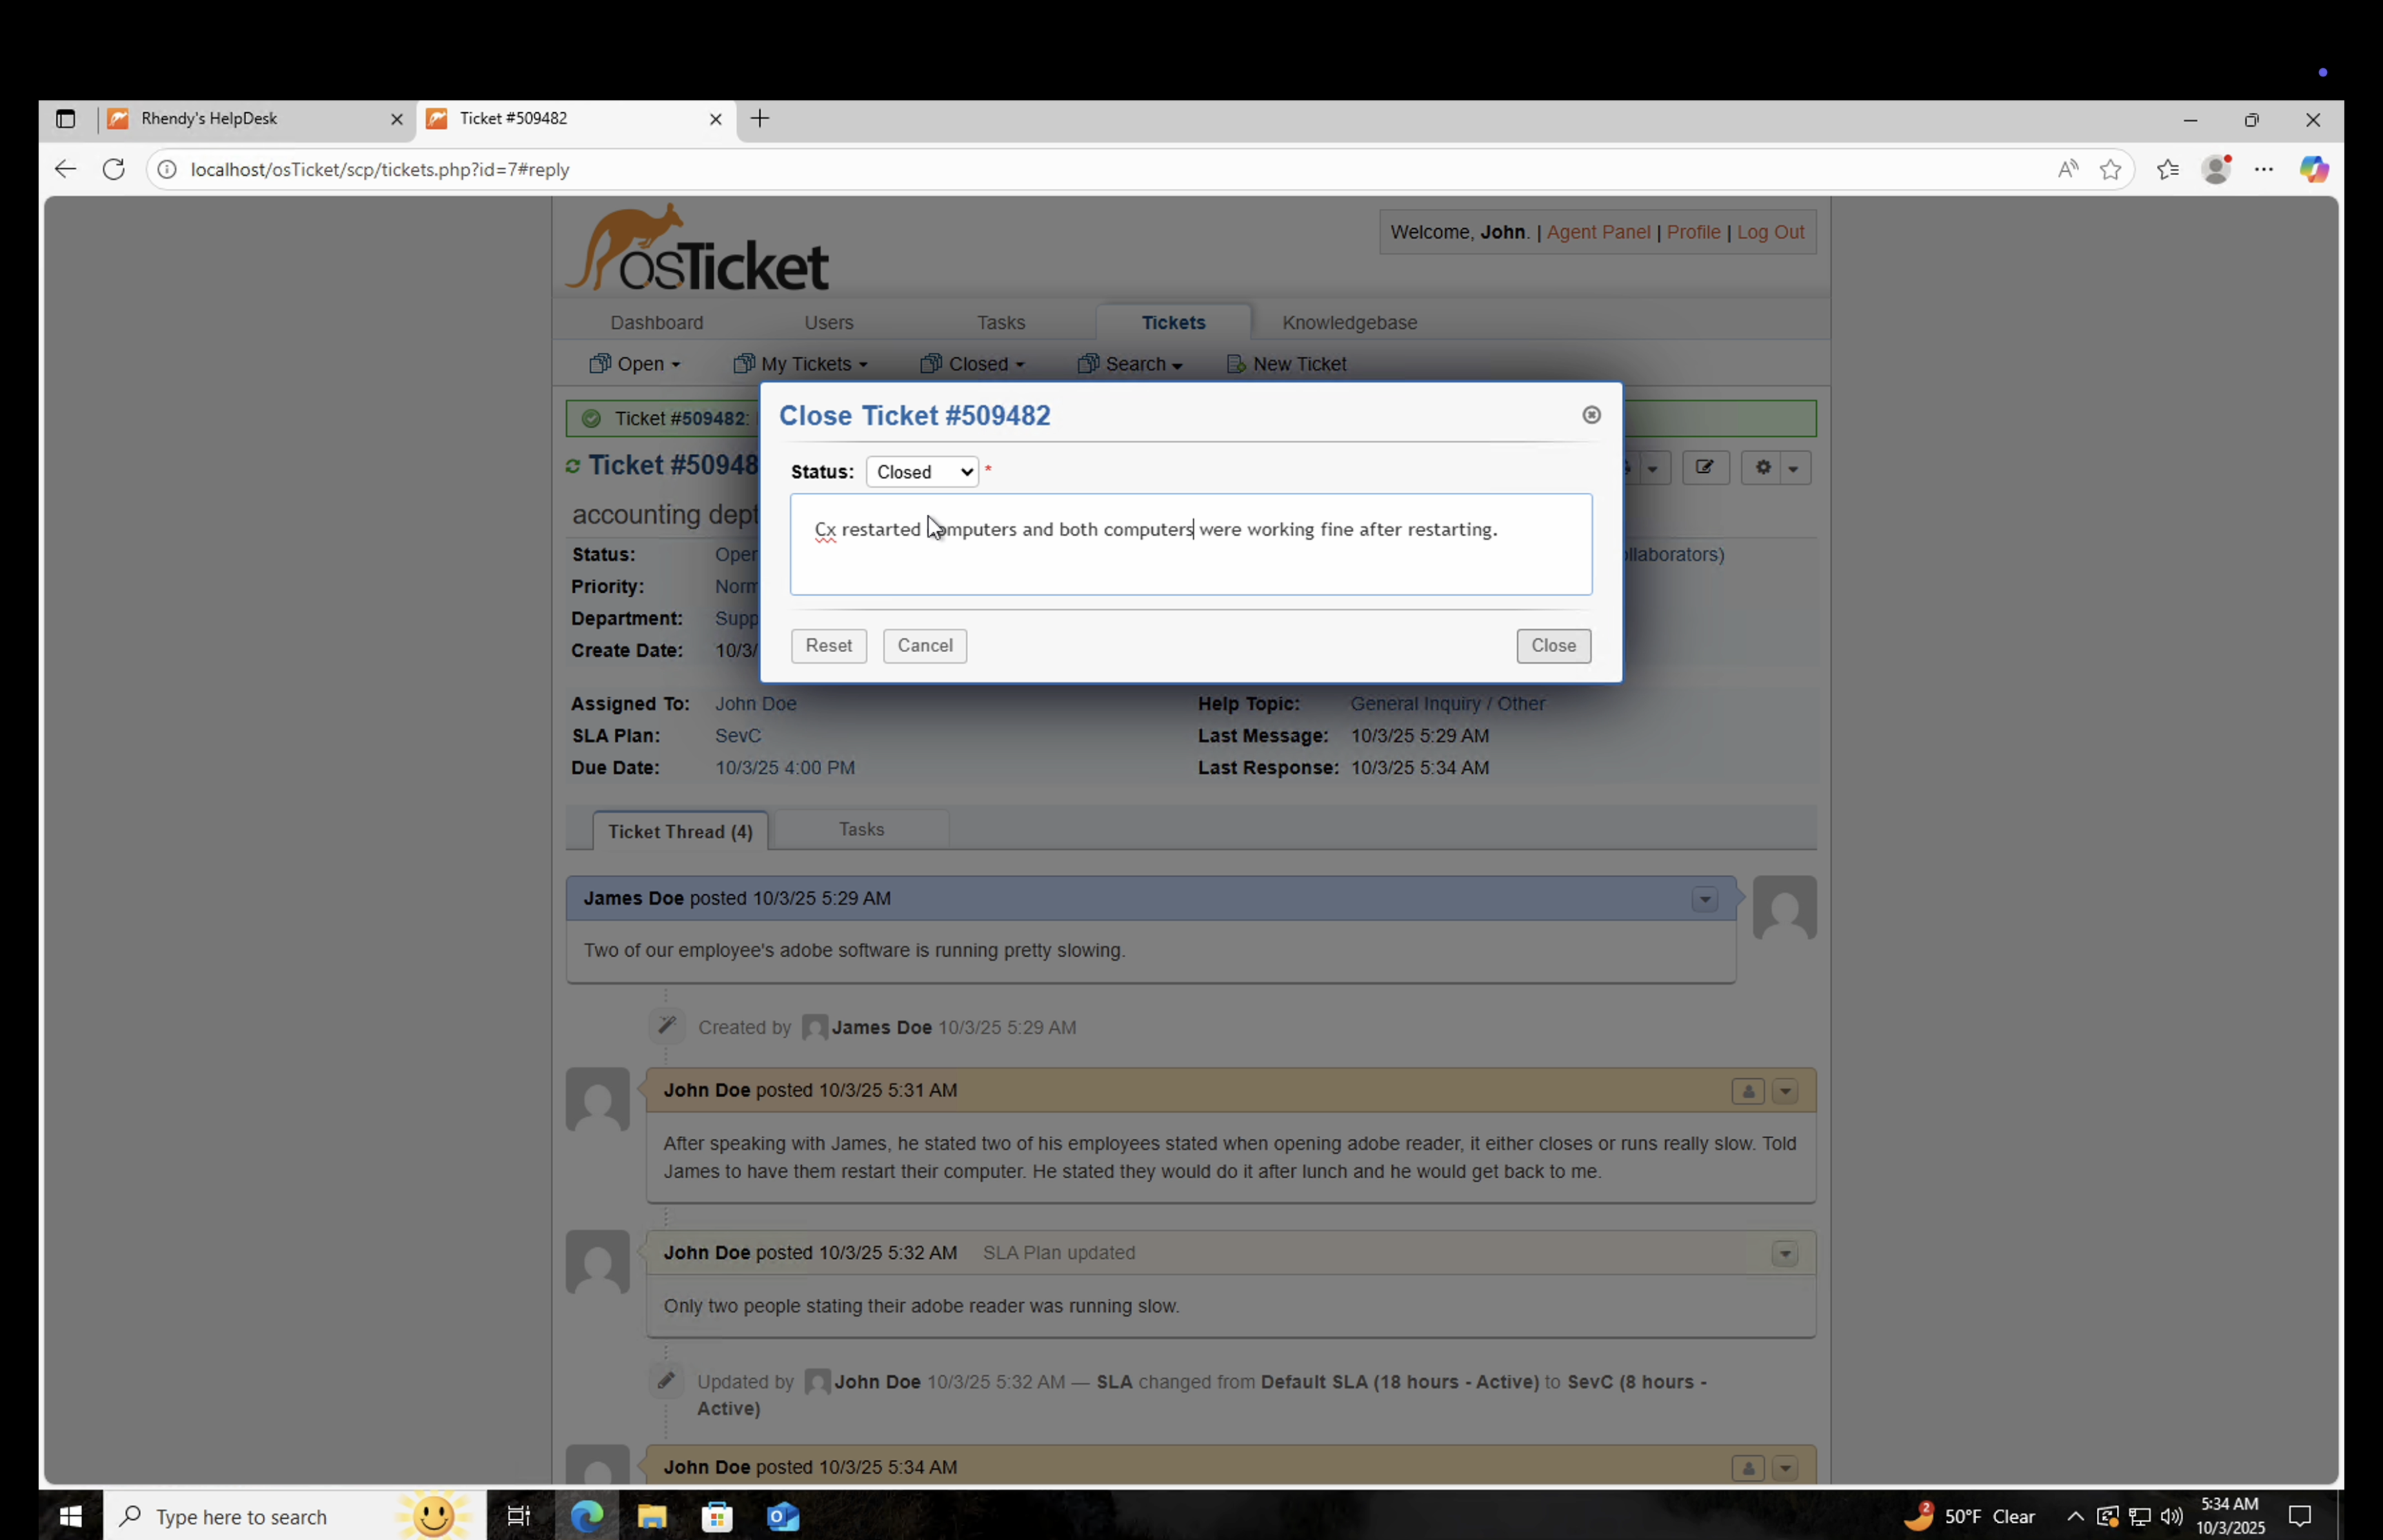 Rhendy's HelpDesk
Ticket #509482
localhost/osTicket/scp/tickets.php?id=7#reply
osTicket
Welcome, John. | Agent Panel | Profile | Log Out
Dashboard Users Tasks Tickets Knowledgebase
Open My Tickets Closed Search New Ticket
Ticket #509482:
Close Ticket #509482
Ticket #50948
Status: Closed *
accounting dept
Cx restarted computers and both computers were working fine after restarting.
Status:
ollaborators)
Priority:
Department:
Reset Cancel Close
Create Date: 10/3/
Assigned To: John Doe
Help Topic: General Inquiry / Other
SLA Plan: SevC
Last Message: 10/3/25 5:29 AM
Due Date: 10/3/25 4:00 PM
Last Response: 10/3/25 5:34 AM
Ticket Thread (4) Tasks
James Doe posted 10/3/25 5:29 AM
Two of our employee's adobe software is running pretty slowing.
Created by James Doe 10/3/25 5:29 AM
John Doe posted 10/3/25 5:31 AM
After speaking with James, he stated two of his employees stated when opening adobe reader, it either closes or runs really slow. Told
James to have them restart their computer. He stated they would do it after lunch and he would get back to me.
John Doe posted 10/3/25 5:32 AM SLA Plan updated
Only two people stating their adobe reader was running slow.
Updated by John Doe 10/3/25 5:32 AM — SLA changed from Default SLA (18 hours - Active) to SevC (8 hours -
Active)
John Doe posted 10/3/25 5:34 AM
Type here to search
2
50°F Clear
5:34 AM
10/3/2025